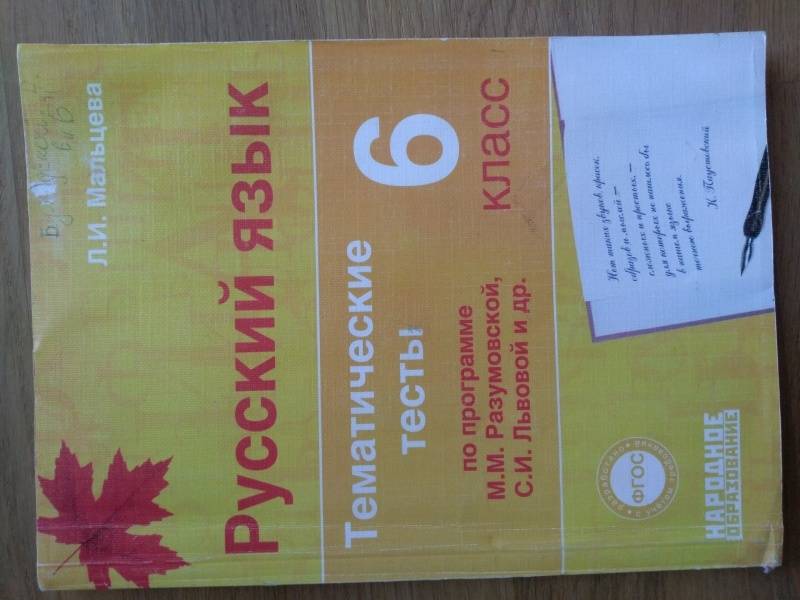 Л.И. Мальцева
Русский язык
Тематические
тесты
6
класс
по программе
М.М. Разумовской,
С.И. Львовой и др.
Нет таких звуков, красок,
образов и мыслей —
сложных и простых, —
для которых не нашлось бы
в нашем языке
точного выражения.
К. Паустовский
ФГОС
НАРОДНОЕ
ОБРАЗОВАНИЕ